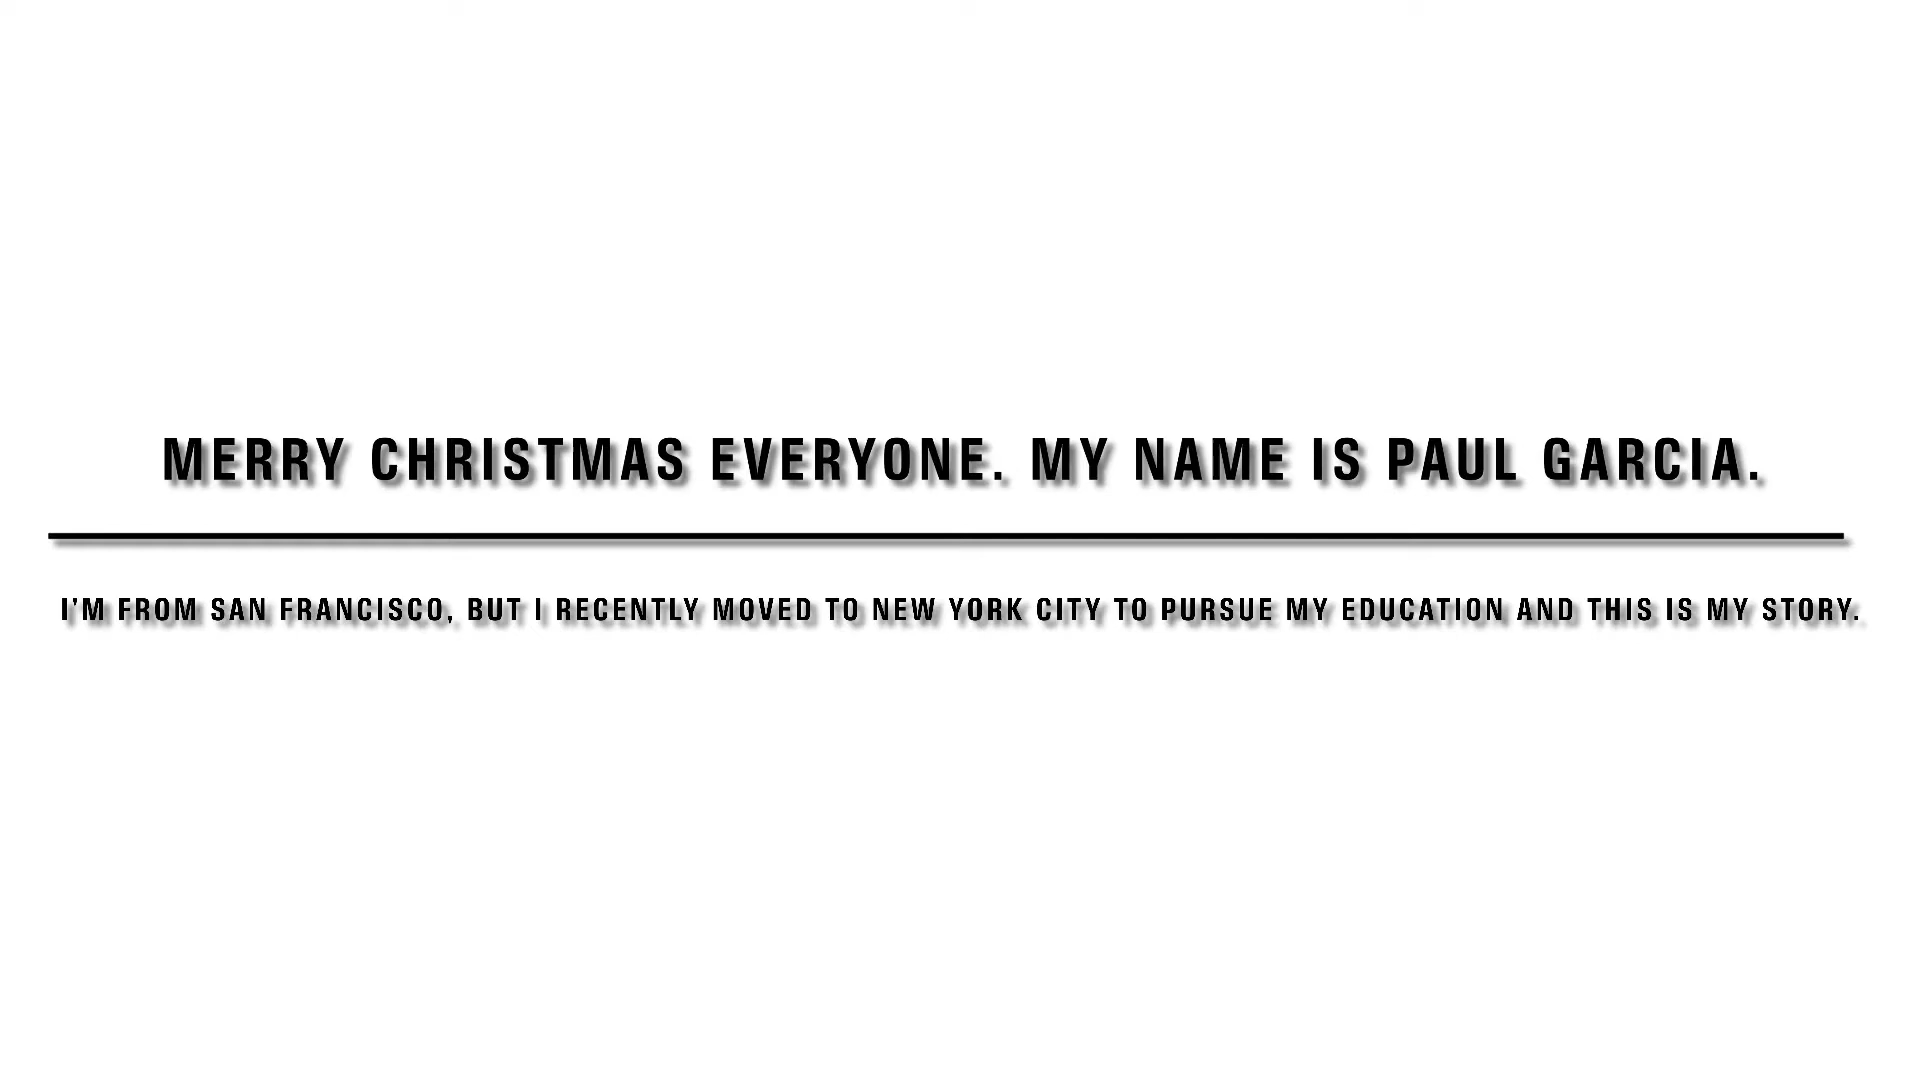 MERRY CHRISTMAS EVERYONE. MY NAME IS PAUL GARCIA.
I'M FROM SAN FRANCISCO, BUT I RECENTLY MOVED TO NEW YORK CITY TO PURSUE MY EDUCATION AND THIS IS MY STORY.